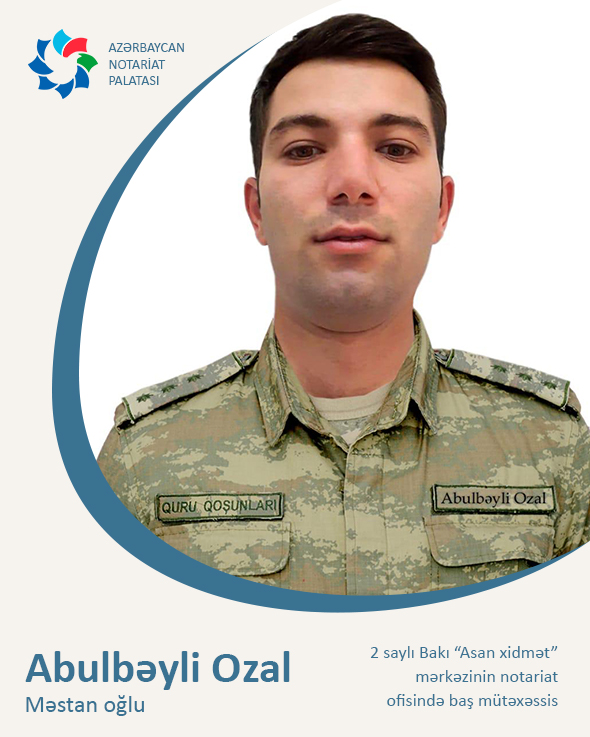 AZƏRBAYCAN
NOTARİAT
PALATASI
QURU QOŞUNLARI
Abulbəyli Ozal
Abulbəyli Ozal
Məstan oğlu
2 saylı Bakı “Asan xidmət”
mərkəzinin notariat
ofisində baş mütəxəssis